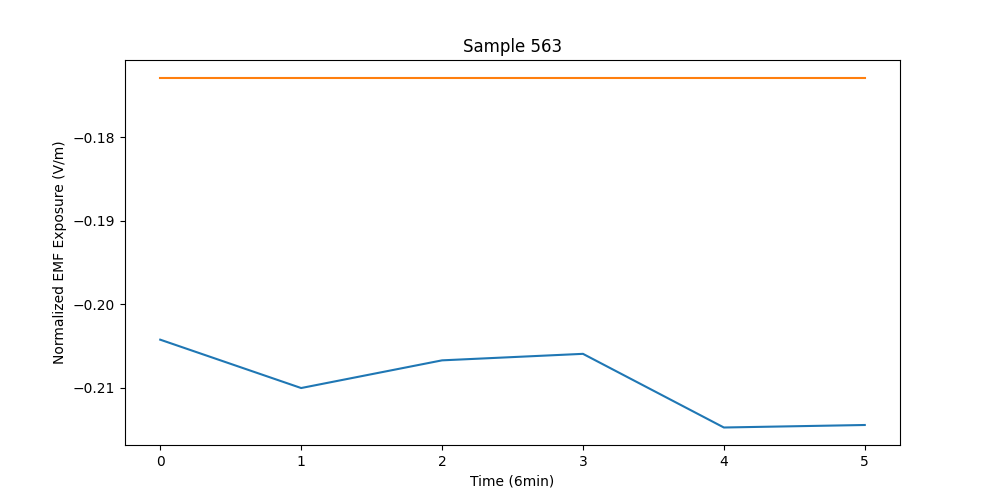 Sample 563
Normalized EMF Exposure (V/m)
−0.18
−0.19
−0.20
−0.21
0 1 2 3 4 5
Time (6min)